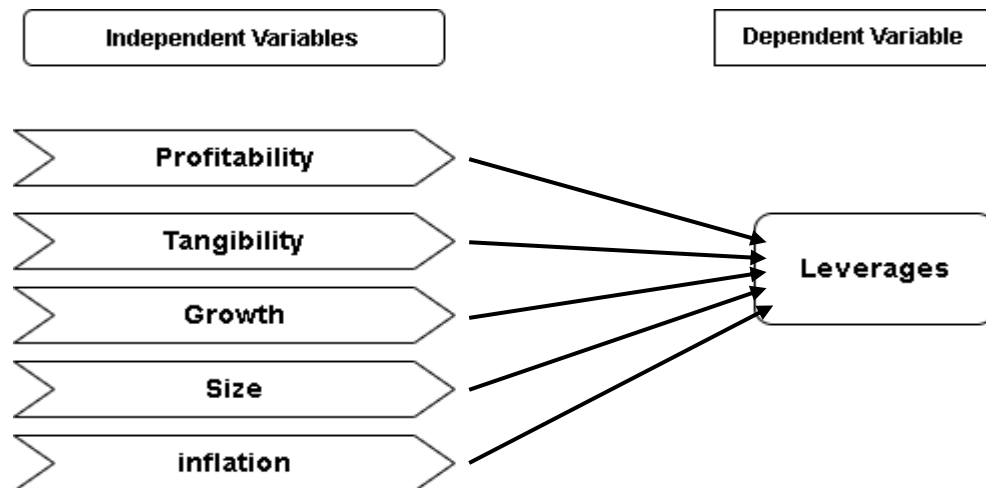 Independent Variables
Dependent Variable
Profitability
Tangibility
Growth
Size
inflation
Leverages